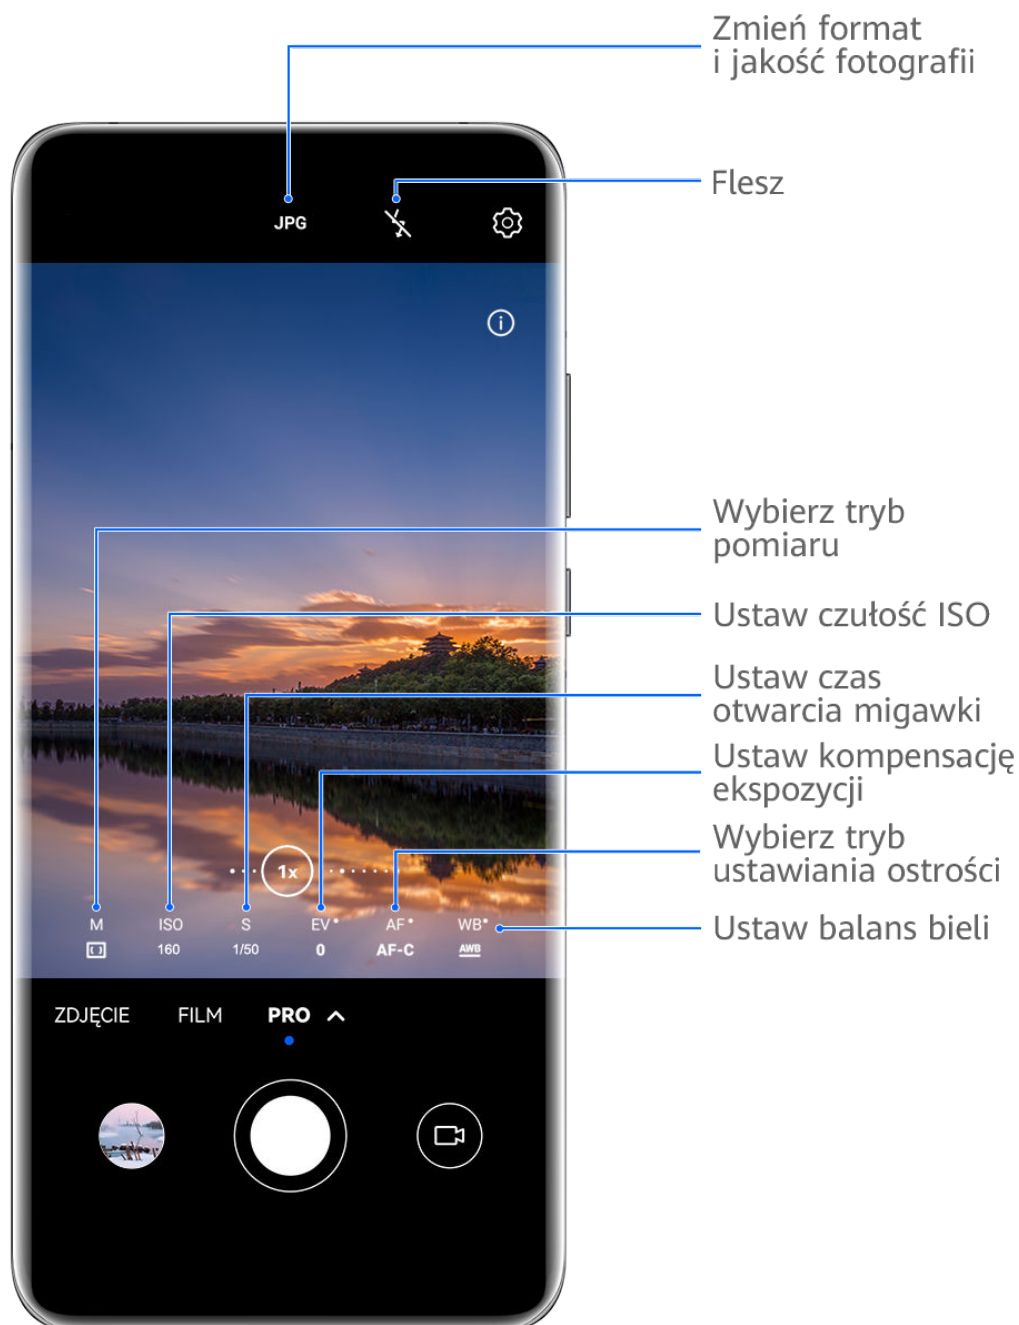 Zmień format
i jakość fotografii
Flesz
JPG
Wybierz tryb
pomiaru
Ustaw czułość ISO
Ustaw czas
otwarcia migawki
Ustaw kompensację
ekspozycji
Wybierz tryb
ustawiania ostrości
Ustaw balans bieli
1x
M ISO S EV AF WB
160 1/50 0 AF-C AWB
ZDJĘCIE FILM PRO